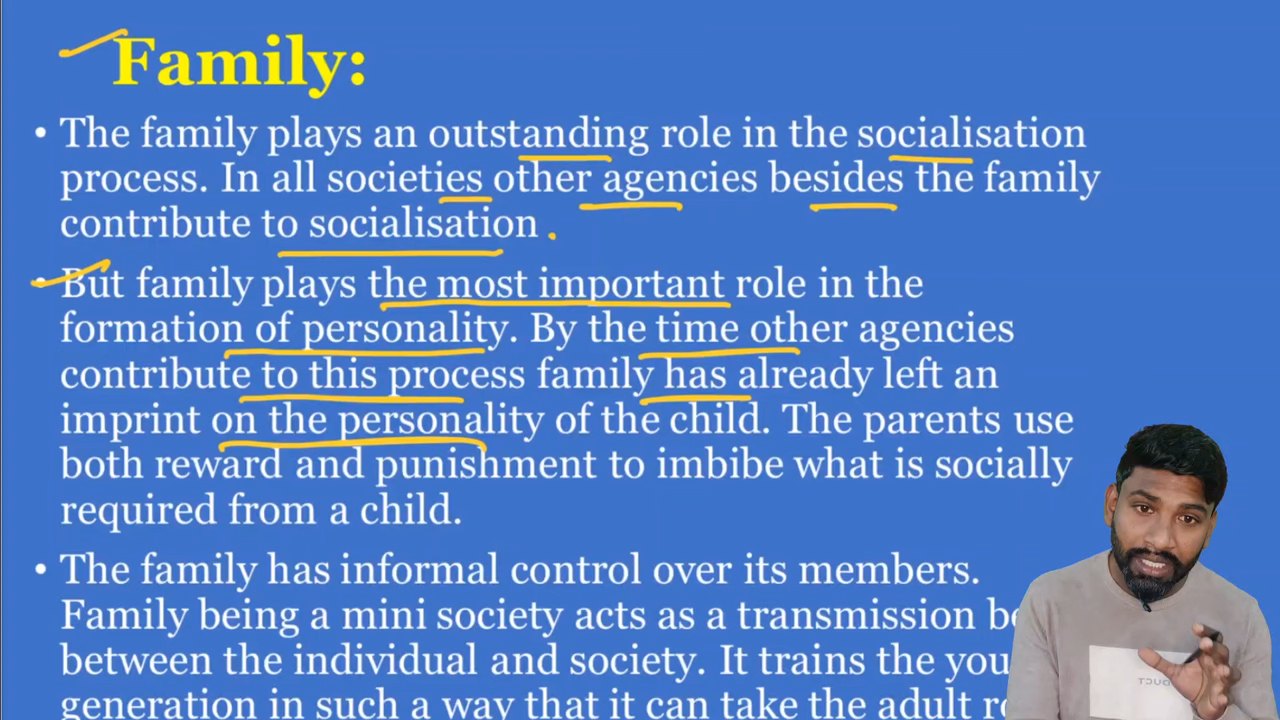 Family:
• The family plays an outstanding role in the socialisation
process. In all societies other agencies besides the family
contribute to socialisation .
• But family plays the most important role in the
formation of personality. By the time other agencies
contribute to this process family has already left an
imprint on the personality of the child. The parents use
both reward and punishment to imbibe what is socially
required from a child.
• The family has informal control over its members.
Family being a mini society acts as a transmission
between the individual and society. It trains the
generation in such a way that it can take the adult